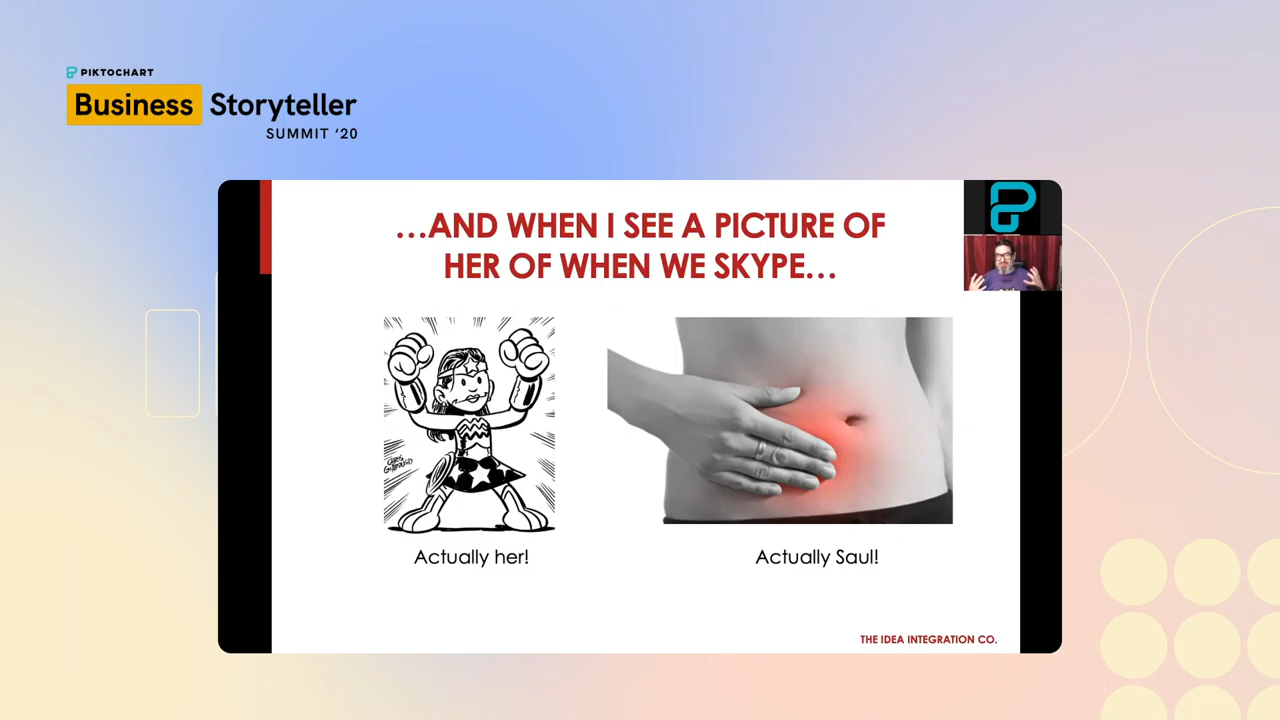 PIKTOCHART
Business Storyteller
SUMMIT ‘20
…AND WHEN I SEE A PICTURE OF
HER OF WHEN WE SKYPE…
Actually her!
Actually Saul!
THE IDEA INTEGRATION CO.